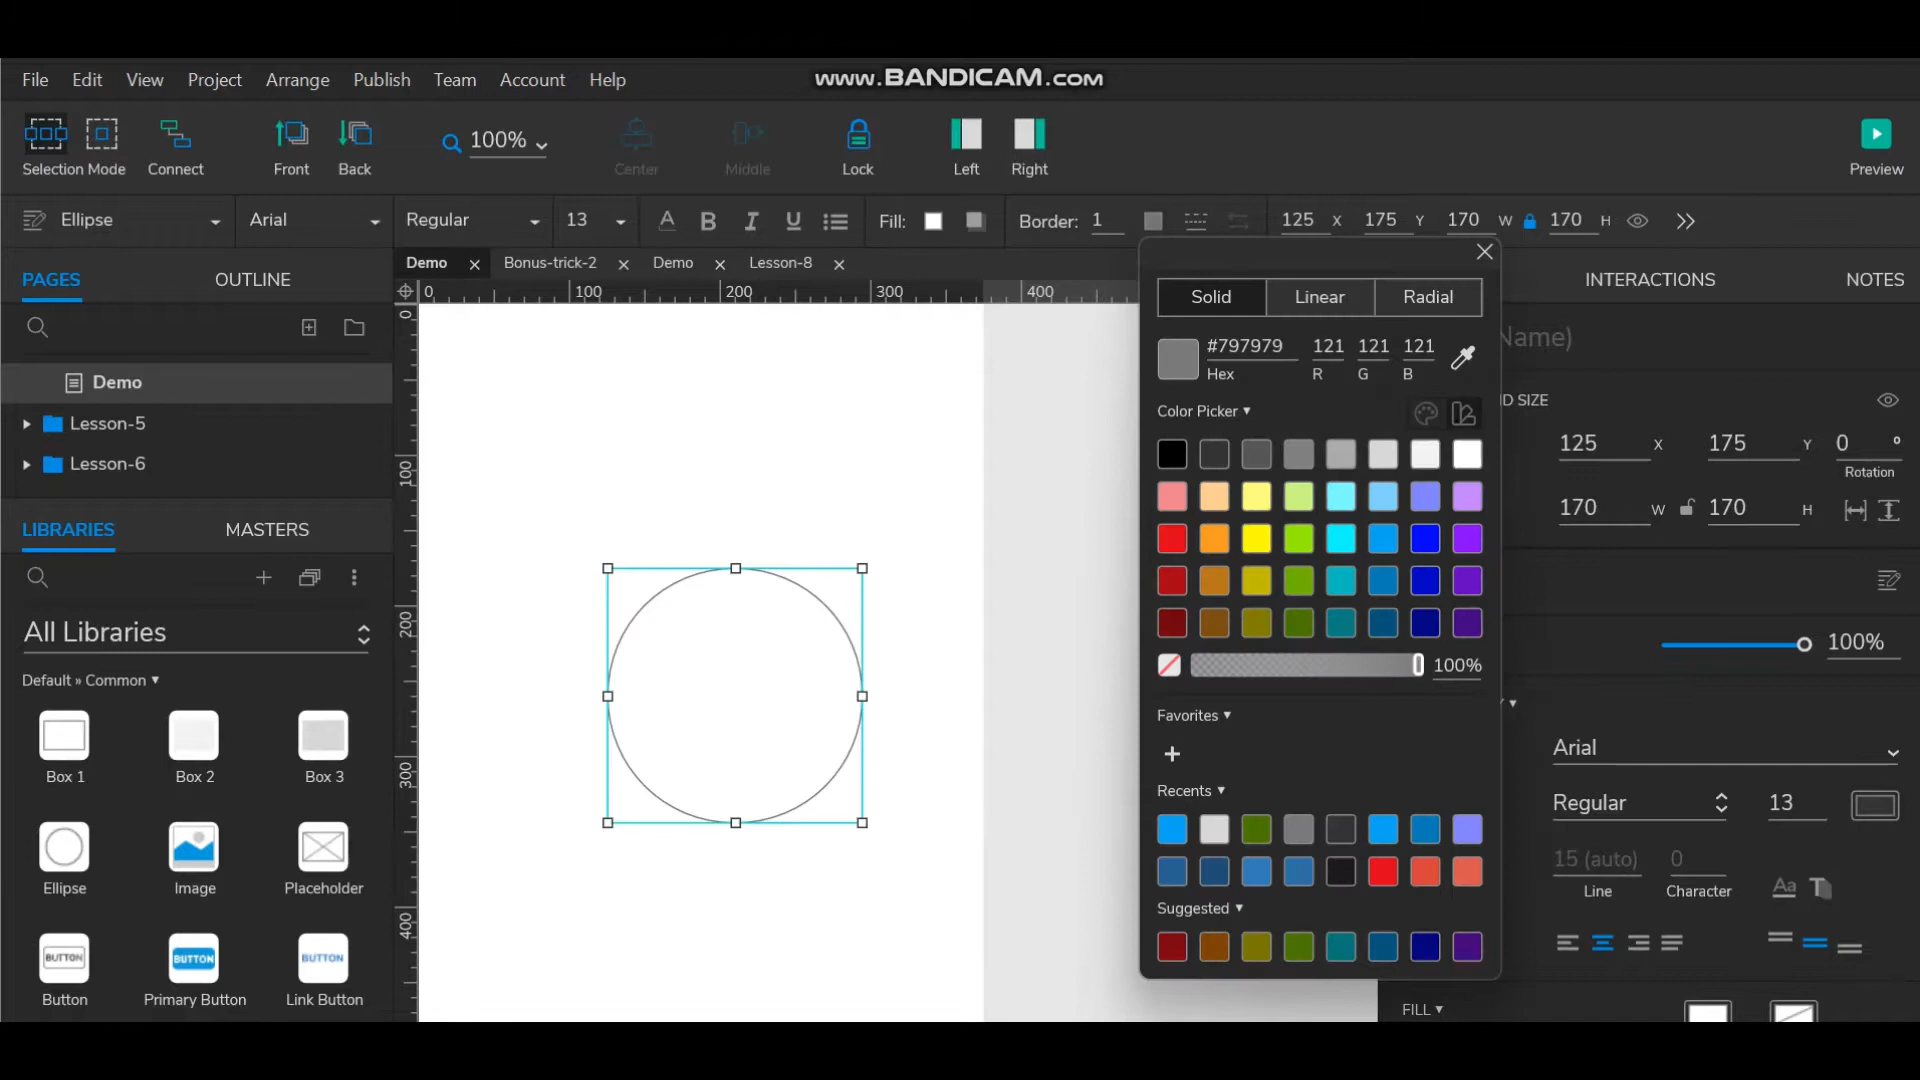 File Edit View Project Arrange Publish Team Account Help www.BANDICAM.com
100%
Selection Mode Connect Front Back Center Middle Lock Left Right Preview
Ellipse Arial Regular 13 A B I U Fill: Border: 1 125 X 175 Y 170 W 170 H
PAGES OUTLINE
Demo Bonus-trick-2 Demo Lesson-8
INTERACTIONS NOTES
0 100 200 300 400
0 100 200 300 400
Demo
Lesson-5
Lesson-6
LIBRARIES MASTERS
All Libraries
Default » Common
Box 1 Box 2 Box 3
Ellipse Image Placeholder
BUTTON BUTTON BUTTON
Button Primary Button Link Button
Solid Linear Radial
#797979 121 121 121
Hex R G B
Color Picker
100%
Favorites
Recents
Suggested
Name)
D SIZE
125 X 175 Y 0 °
Rotation
170 W 170 H
100%
Arial
Regular 13
15 (auto) 0
Line Character Aa T
FILL